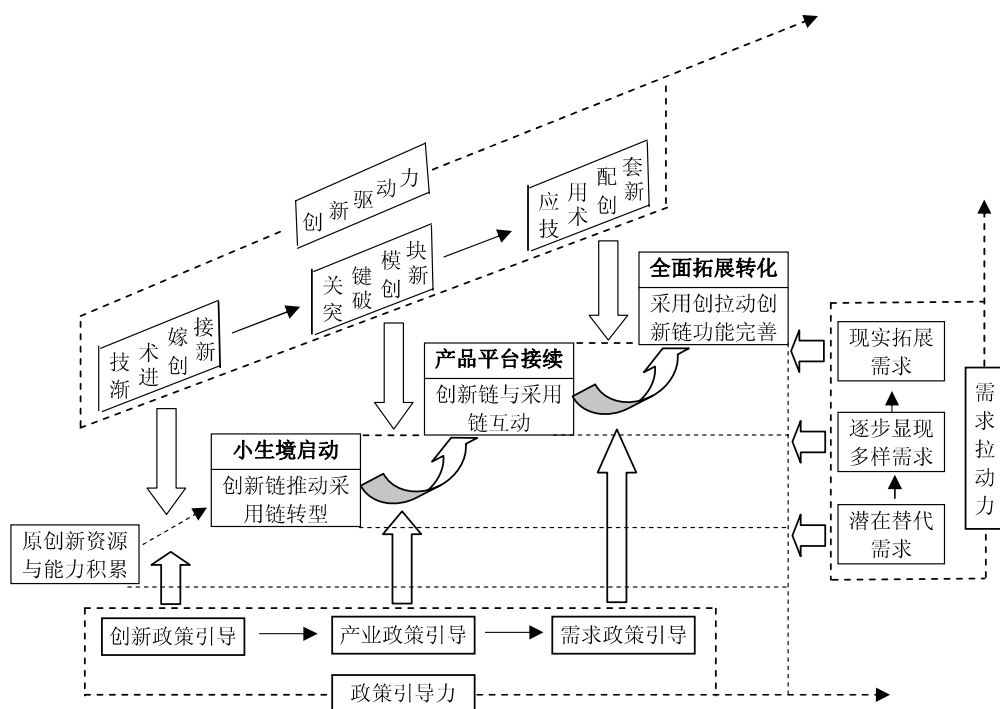 创新驱动力
技术嫁接
渐进创新
关键模块
突破创新
应用配套
技术创新
全面拓展转化
采用创拉动创
新链功能完善
产品平台接续
创新链与采用
链互动
小生境启动
创新链推动采
用链转型
原创新资源
与能力积累
现实拓展
需求
逐步显现
多样需求
潜在替代
需求
需求拉动力
创新政策引导
产业政策引导
需求政策引导
政策引导力